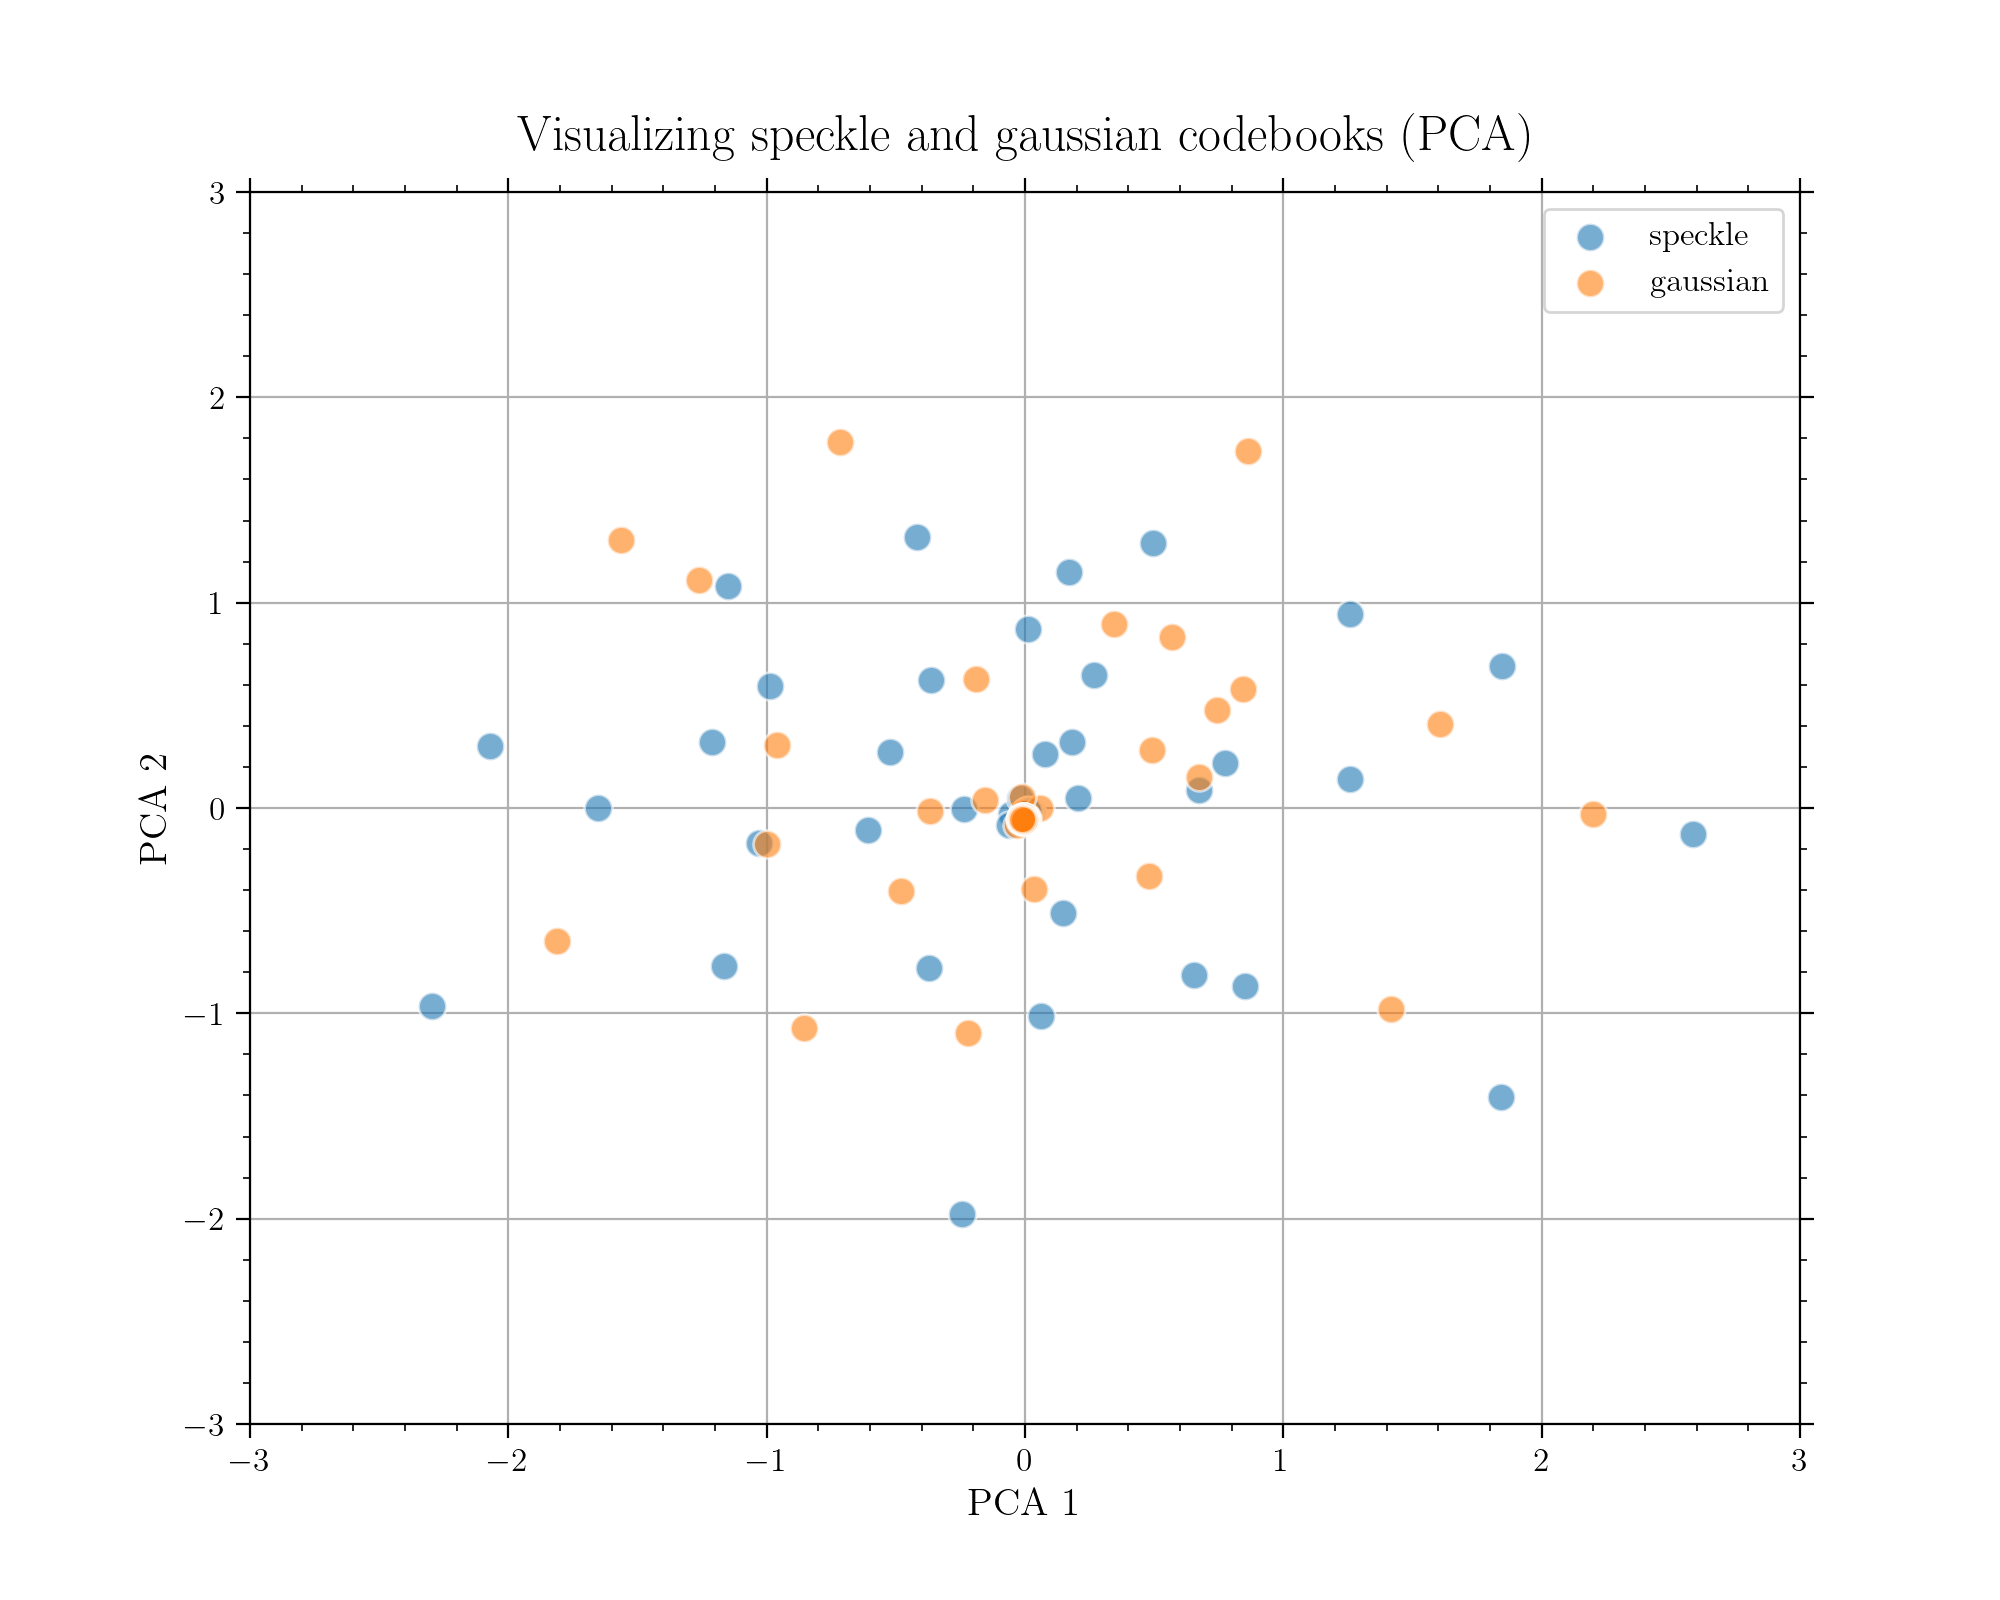 Visualizing speckle and gaussian codebooks (PCA)
3
2
1
0
−1
−2
−3
PCA 2
speckle
gaussian
−3 −2 −1 0 1 2 3
PCA 1